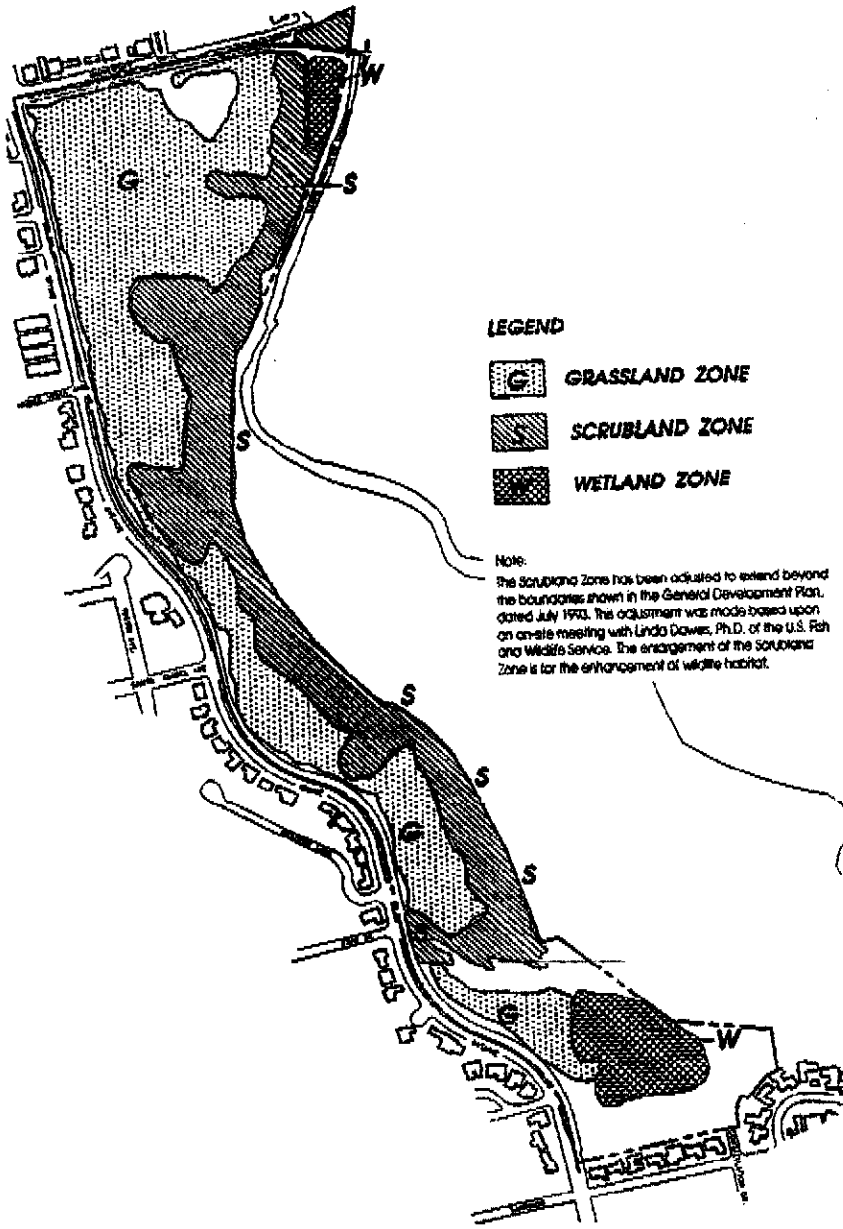 W
G
S
LEGEND
G GRASSLAND ZONE
S SCRUBLAND ZONE
W WETLAND ZONE
S
Note:
The Scrubland Zone has been adjusted to extend beyond
the boundaries shown in the General Development Plan,
dated July 1993. This adjustment was made based upon
an on-site meeting with Linda Dawes, Ph.D. of the U.S. Fish
and Wildlife Service. The enlargement of the Scrubland
Zone is for the enhancement of wildlife habitat.
S
S
G
S
G
W